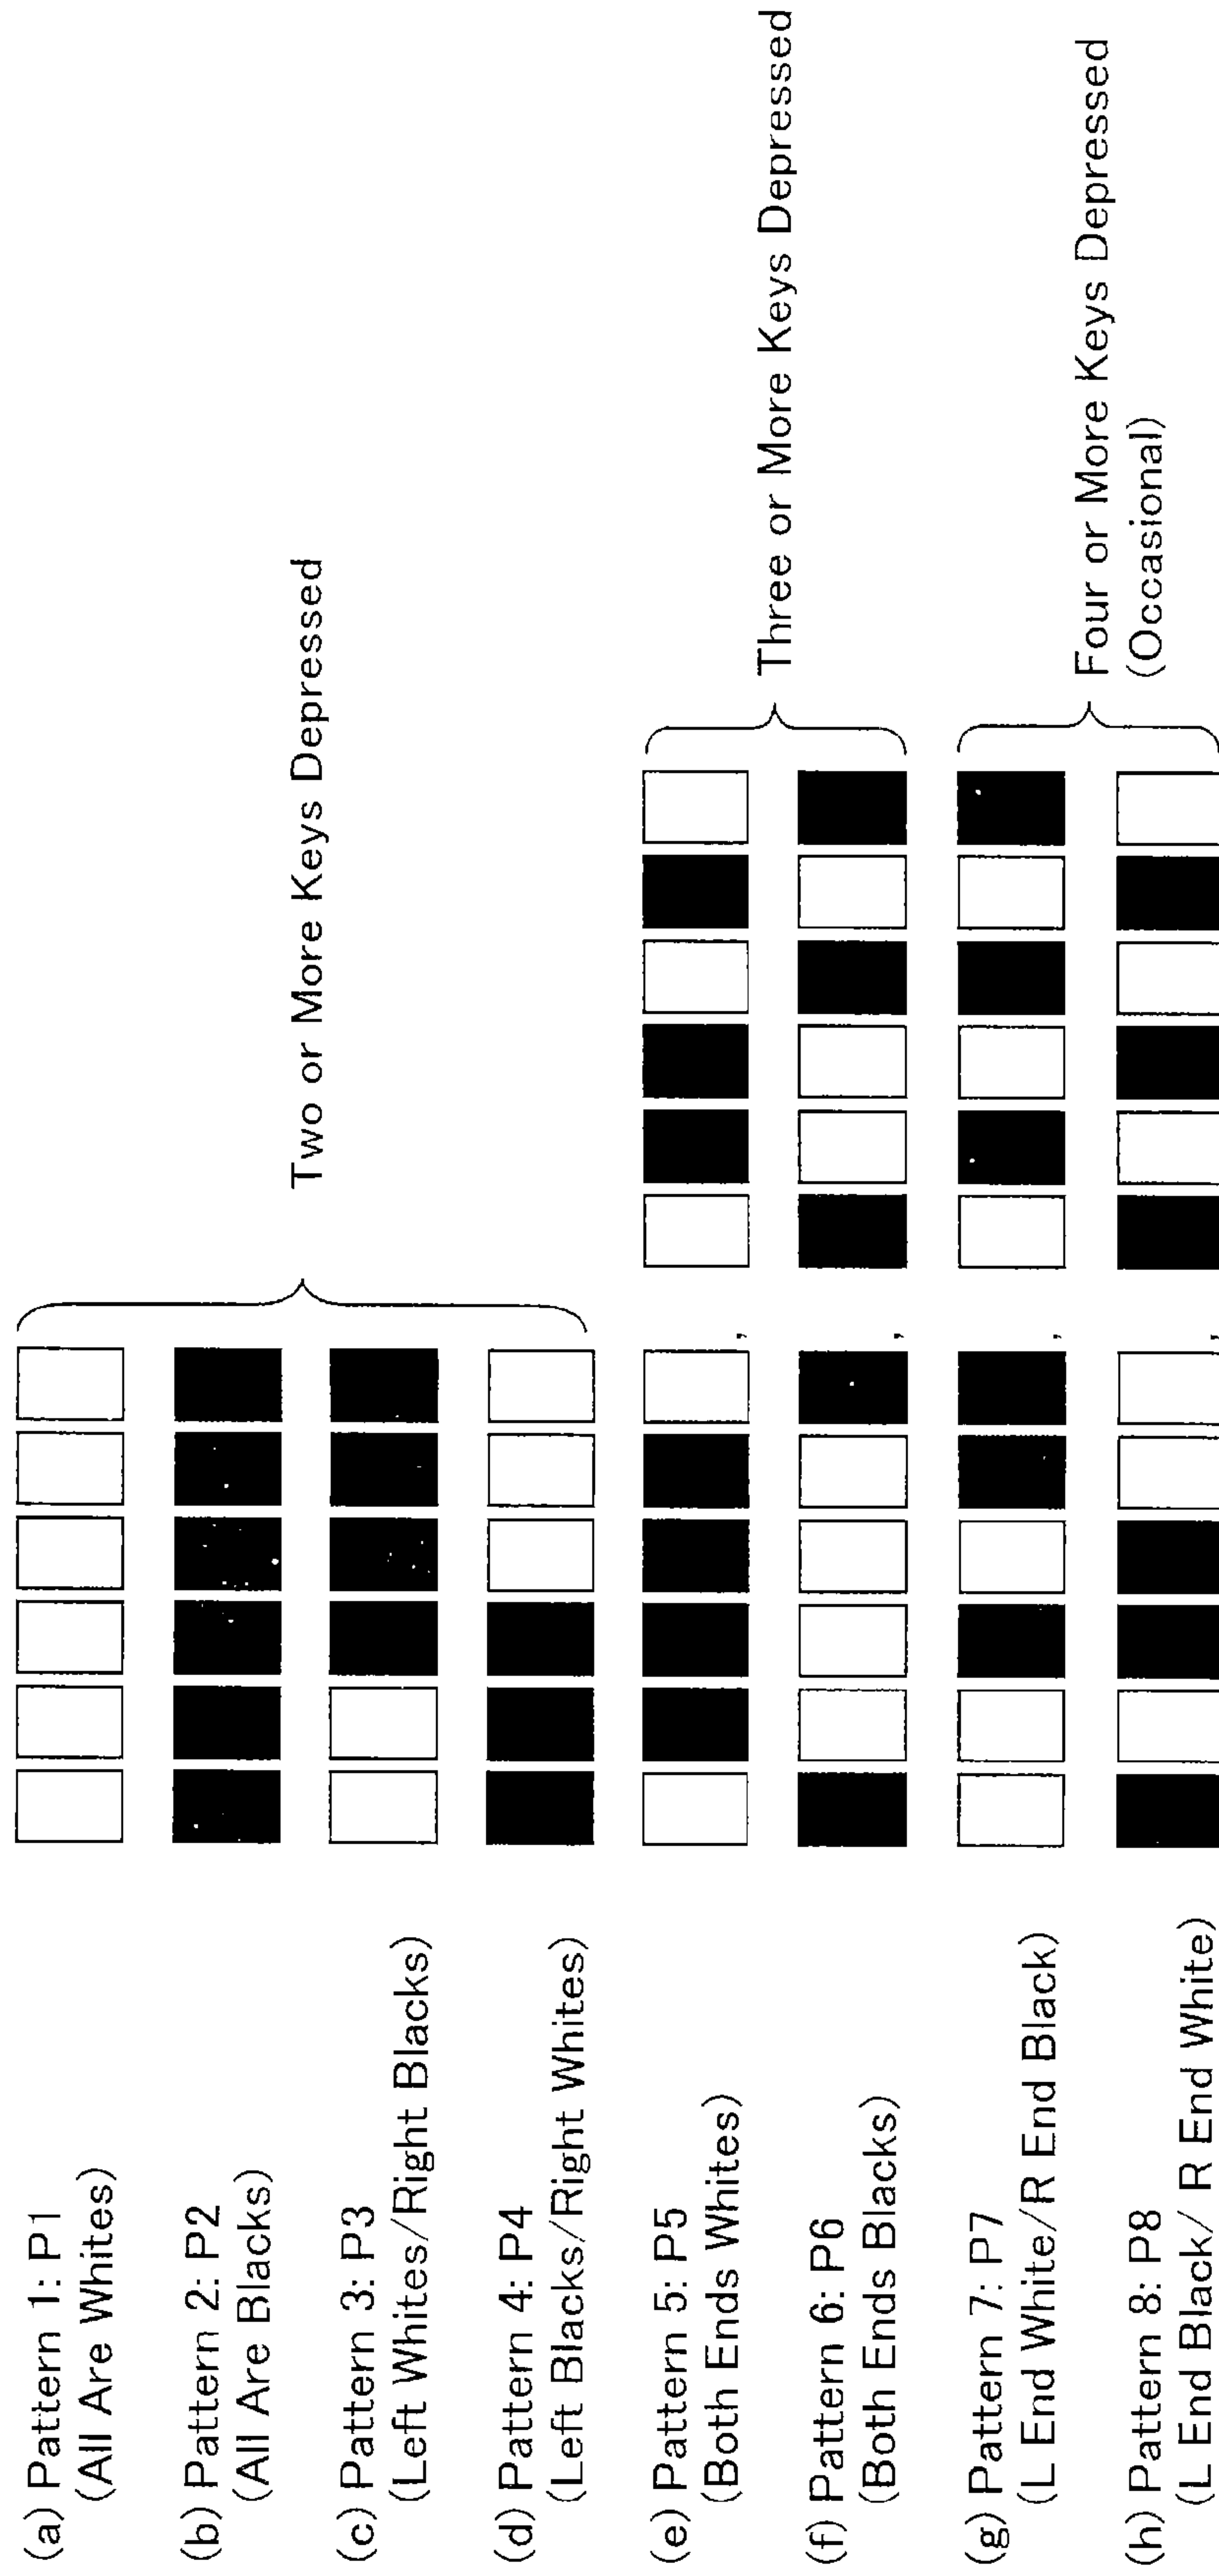 (a) Pattern 1: P1
(All Are Whites)
(b) Pattern 2: P2
(All Are Blacks)
(c) Pattern 3: P3
(Left Whites/Right Blacks)
(d) Pattern 4: P4
(Left Blacks/Right Whites)
Two or More Keys Depressed
(e) Pattern 5: P5
(Both Ends Whites)
,
(f) Pattern 6: P6
(Both Ends Blacks)
,
Three or More Keys Depressed
(g) Pattern 7: P7
(L End White/R End Black)
,
(h) Pattern 8: P8
(L End Black/ R End White)
,
Four or More Keys Depressed
(Occasional)